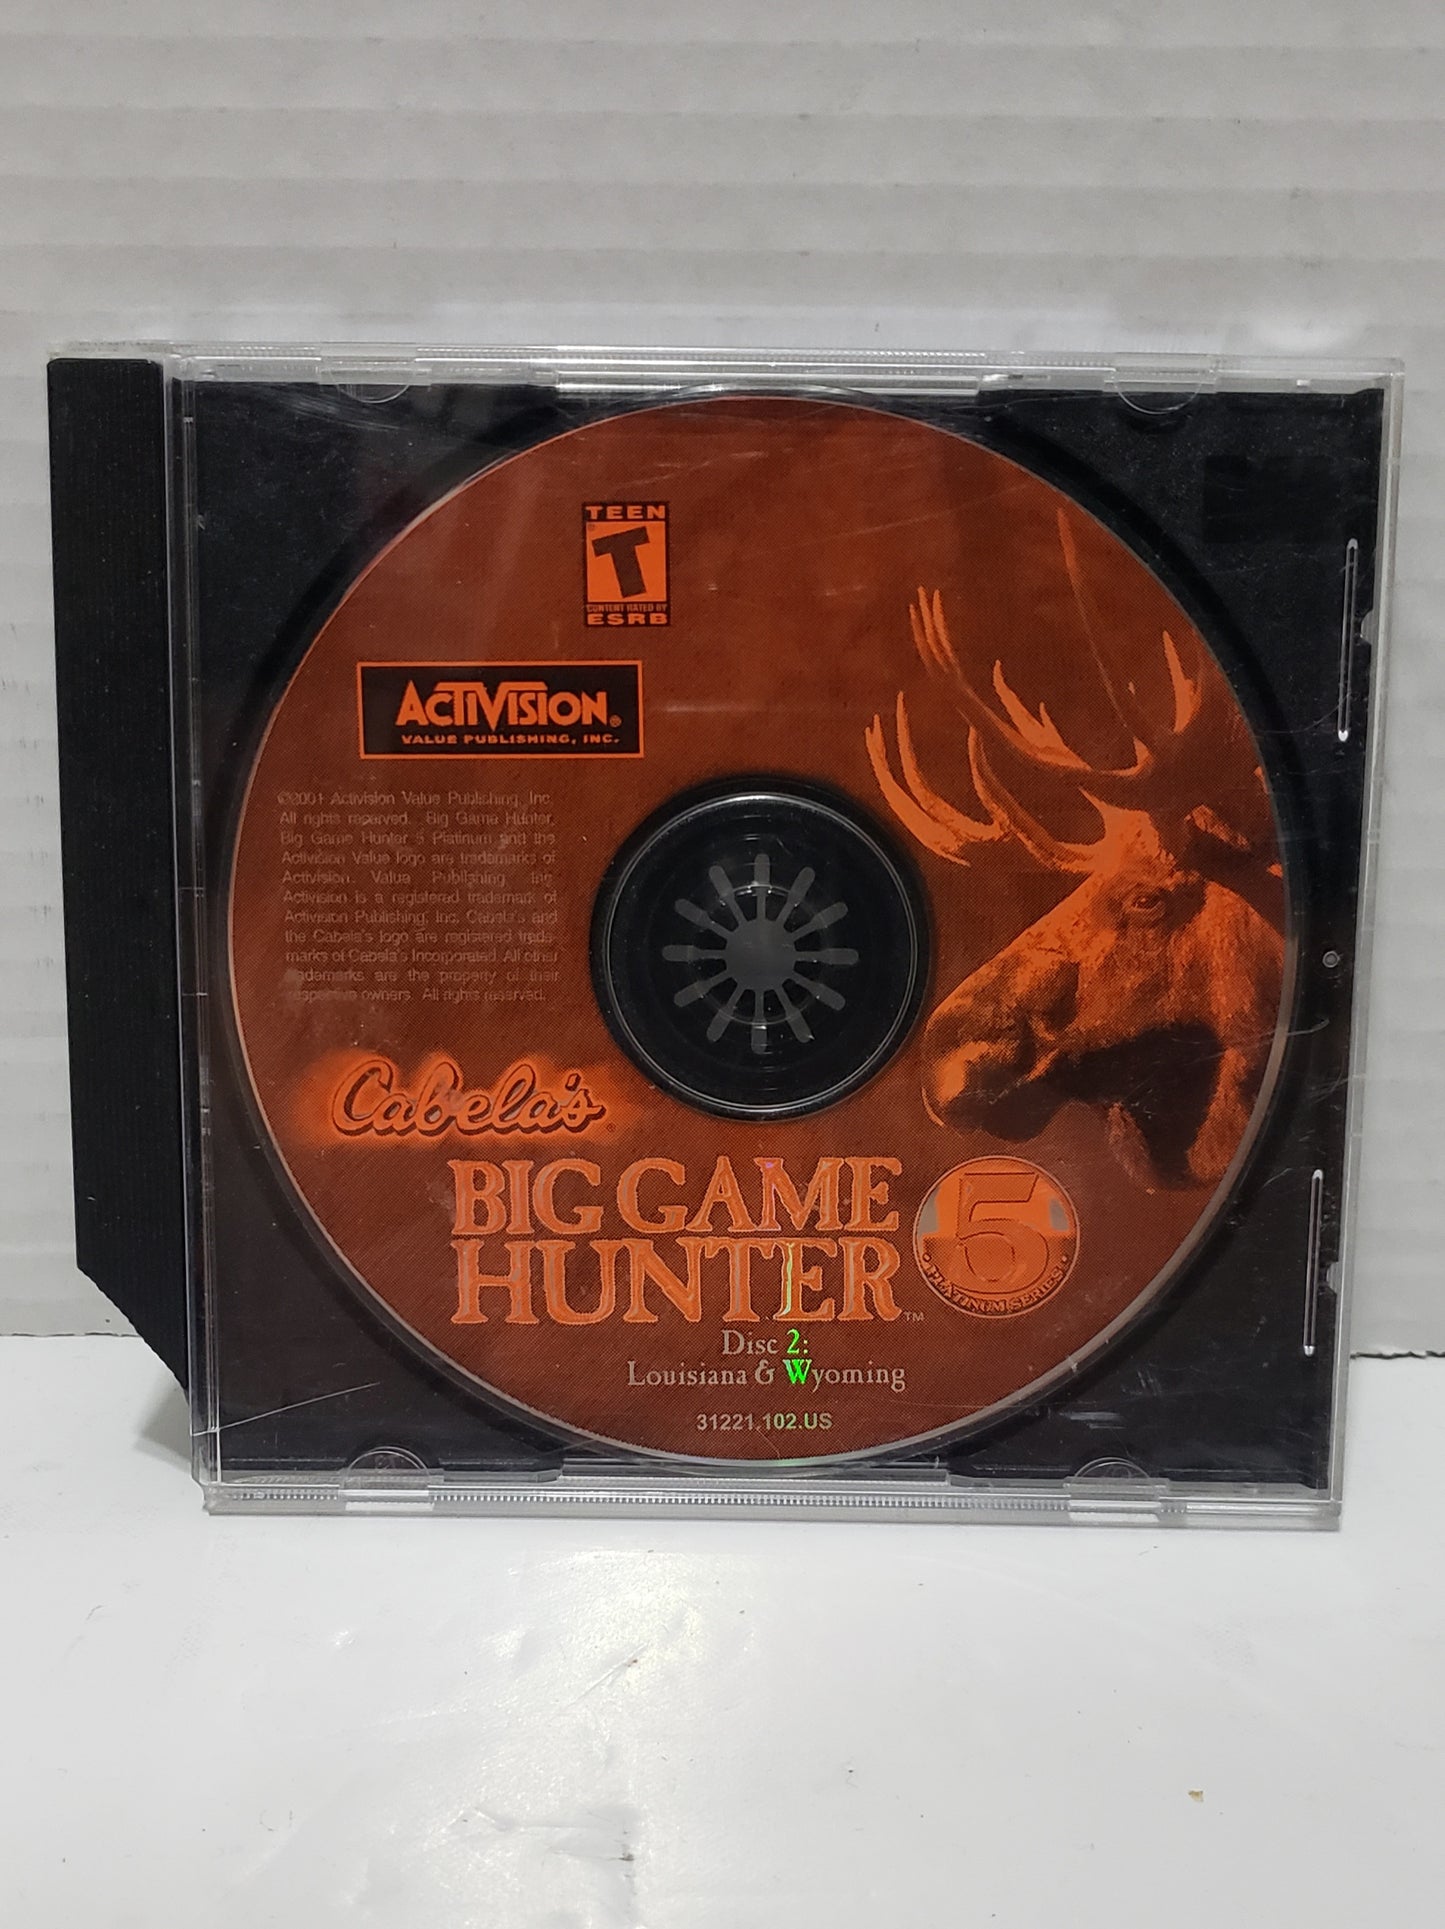 TEEN
T
CONTENT RATED BY
ESRB
ACTIVISION®
VALUE PUBLISHING, INC.
©2001 Activision Value Publishing, Inc.
All rights reserved. Big Game Hunter,
Big Game Hunter 5 Platinum and the
Activision Value logo are trademarks of
Activision Value Publishing, Inc.
Activision is a registered trademark of
Activision Publishing, Inc. Cabela's and
the Cabela's logo are registered trade-
marks of Cabela's Incorporated. All other
trademarks are the property of their
respective owners. All rights reserved.
Cabela's®
BIG GAME
HUNTER™
5
• PLATINUM SERIES •
Disc 2:
Louisiana & Wyoming
31221.102.US